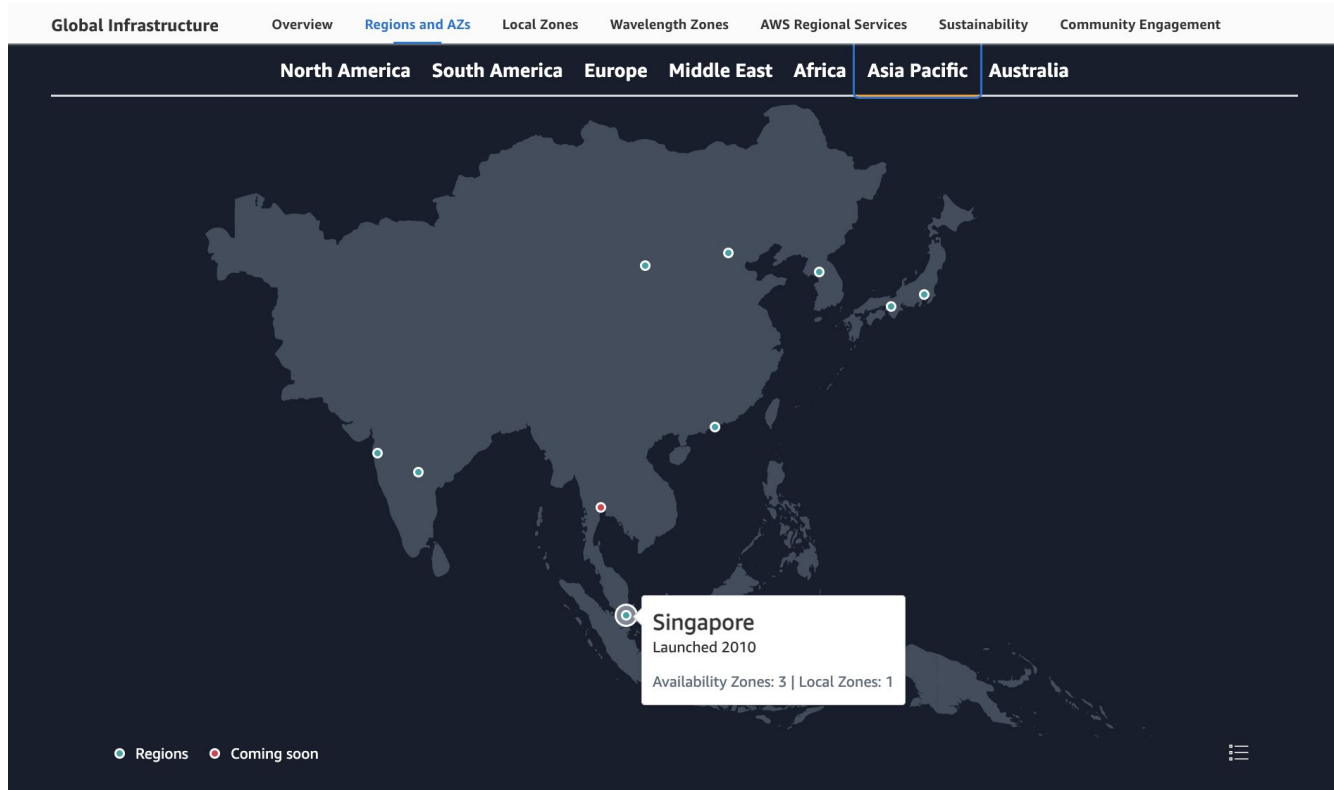 Global Infrastructure Overview Regions and AZs Local Zones Wavelength Zones AWS Regional Services Sustainability Community Engagement
North America South America Europe Middle East Africa Asia Pacific Australia
Singapore
Launched 2010
Availability Zones: 3 | Local Zones: 1
Regions Coming soon